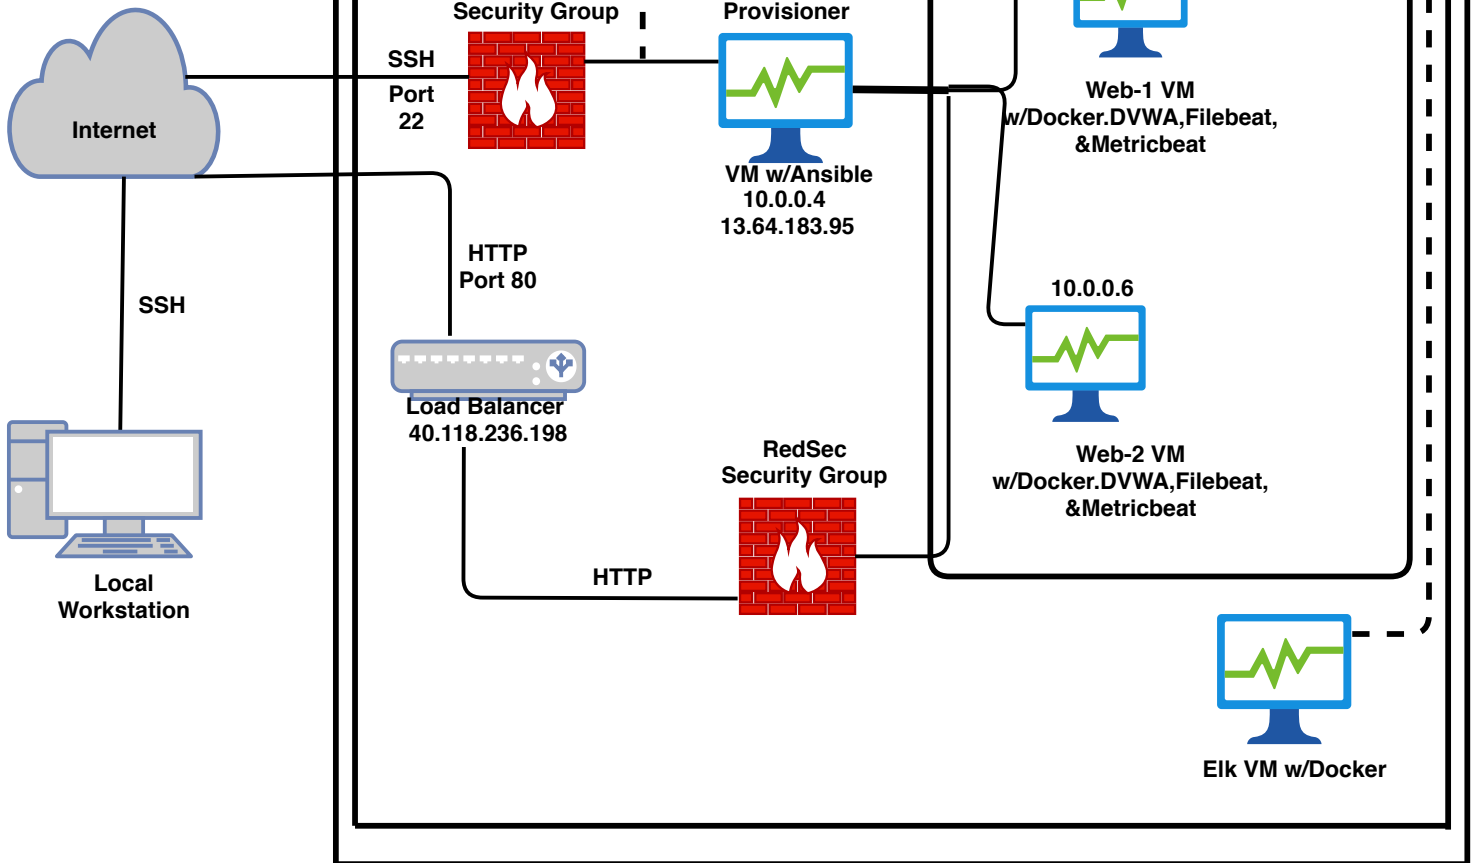 Security Group
Provisioner
SSH
Port
22
Internet
Web-1 VM
w/Docker.DVWA,Filebeat,
&Metricbeat
VM w/Ansible
10.0.0.4
13.64.183.95
HTTP
Port 80
SSH
10.0.0.6
Load Balancer
40.118.236.198
RedSec
Security Group
Web-2 VM
w/Docker.DVWA,Filebeat,
&Metricbeat
HTTP
Local
Workstation
Elk VM w/Docker